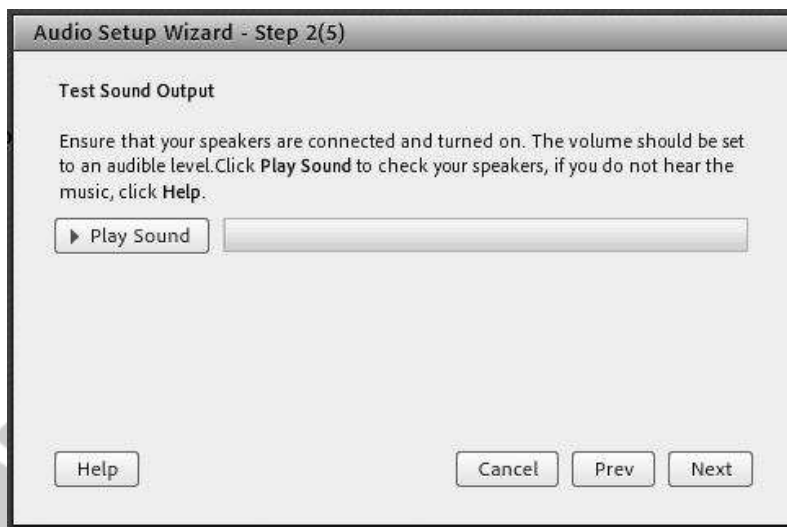 Audio Setup Wizard - Step 2(5)
Test Sound Output
Ensure that your speakers are connected and turned on. The volume should be set
to an audible level.Click Play Sound to check your speakers, if you do not hear the
music, click Help.
Play Sound
Help Cancel Prev Next